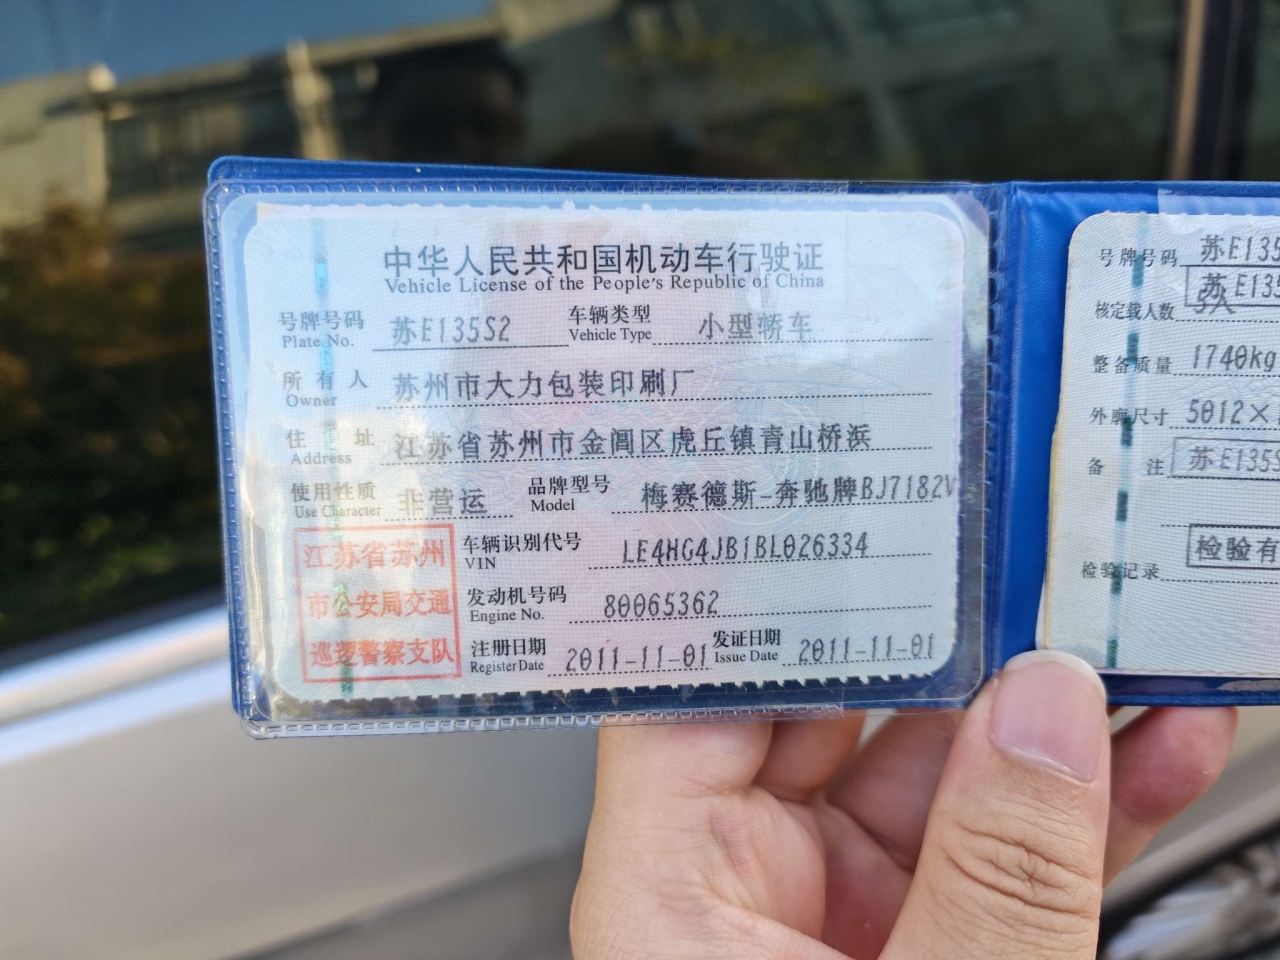 中华人民共和国机动车行驶证
Vehicle License of the People's Republic of China
号牌号码 苏E135S2 车辆类型 小型轿车
Plate No. Vehicle Type
所有人 苏州市大力包装印刷厂
Owner
住址 江苏省苏州市金阊区虎丘镇青山桥浜
Address
使用性质 非营运 品牌型号 梅赛德斯-奔驰牌BJ7182V
Use Character Model
江苏省苏州
市公安局交通
巡逻警察支队
车辆识别代号 LE4HG4JB1BL026334
VIN
发动机号码 80065362
Engine No.
注册日期 2011-11-01 发证日期 2011-11-01
Register Date Issue Date
号牌号码 苏E135
苏E135
核定载人数 5人
整备质量 1740kg
外廓尺寸 5012×
备注 苏E135S
检验有
检验记录